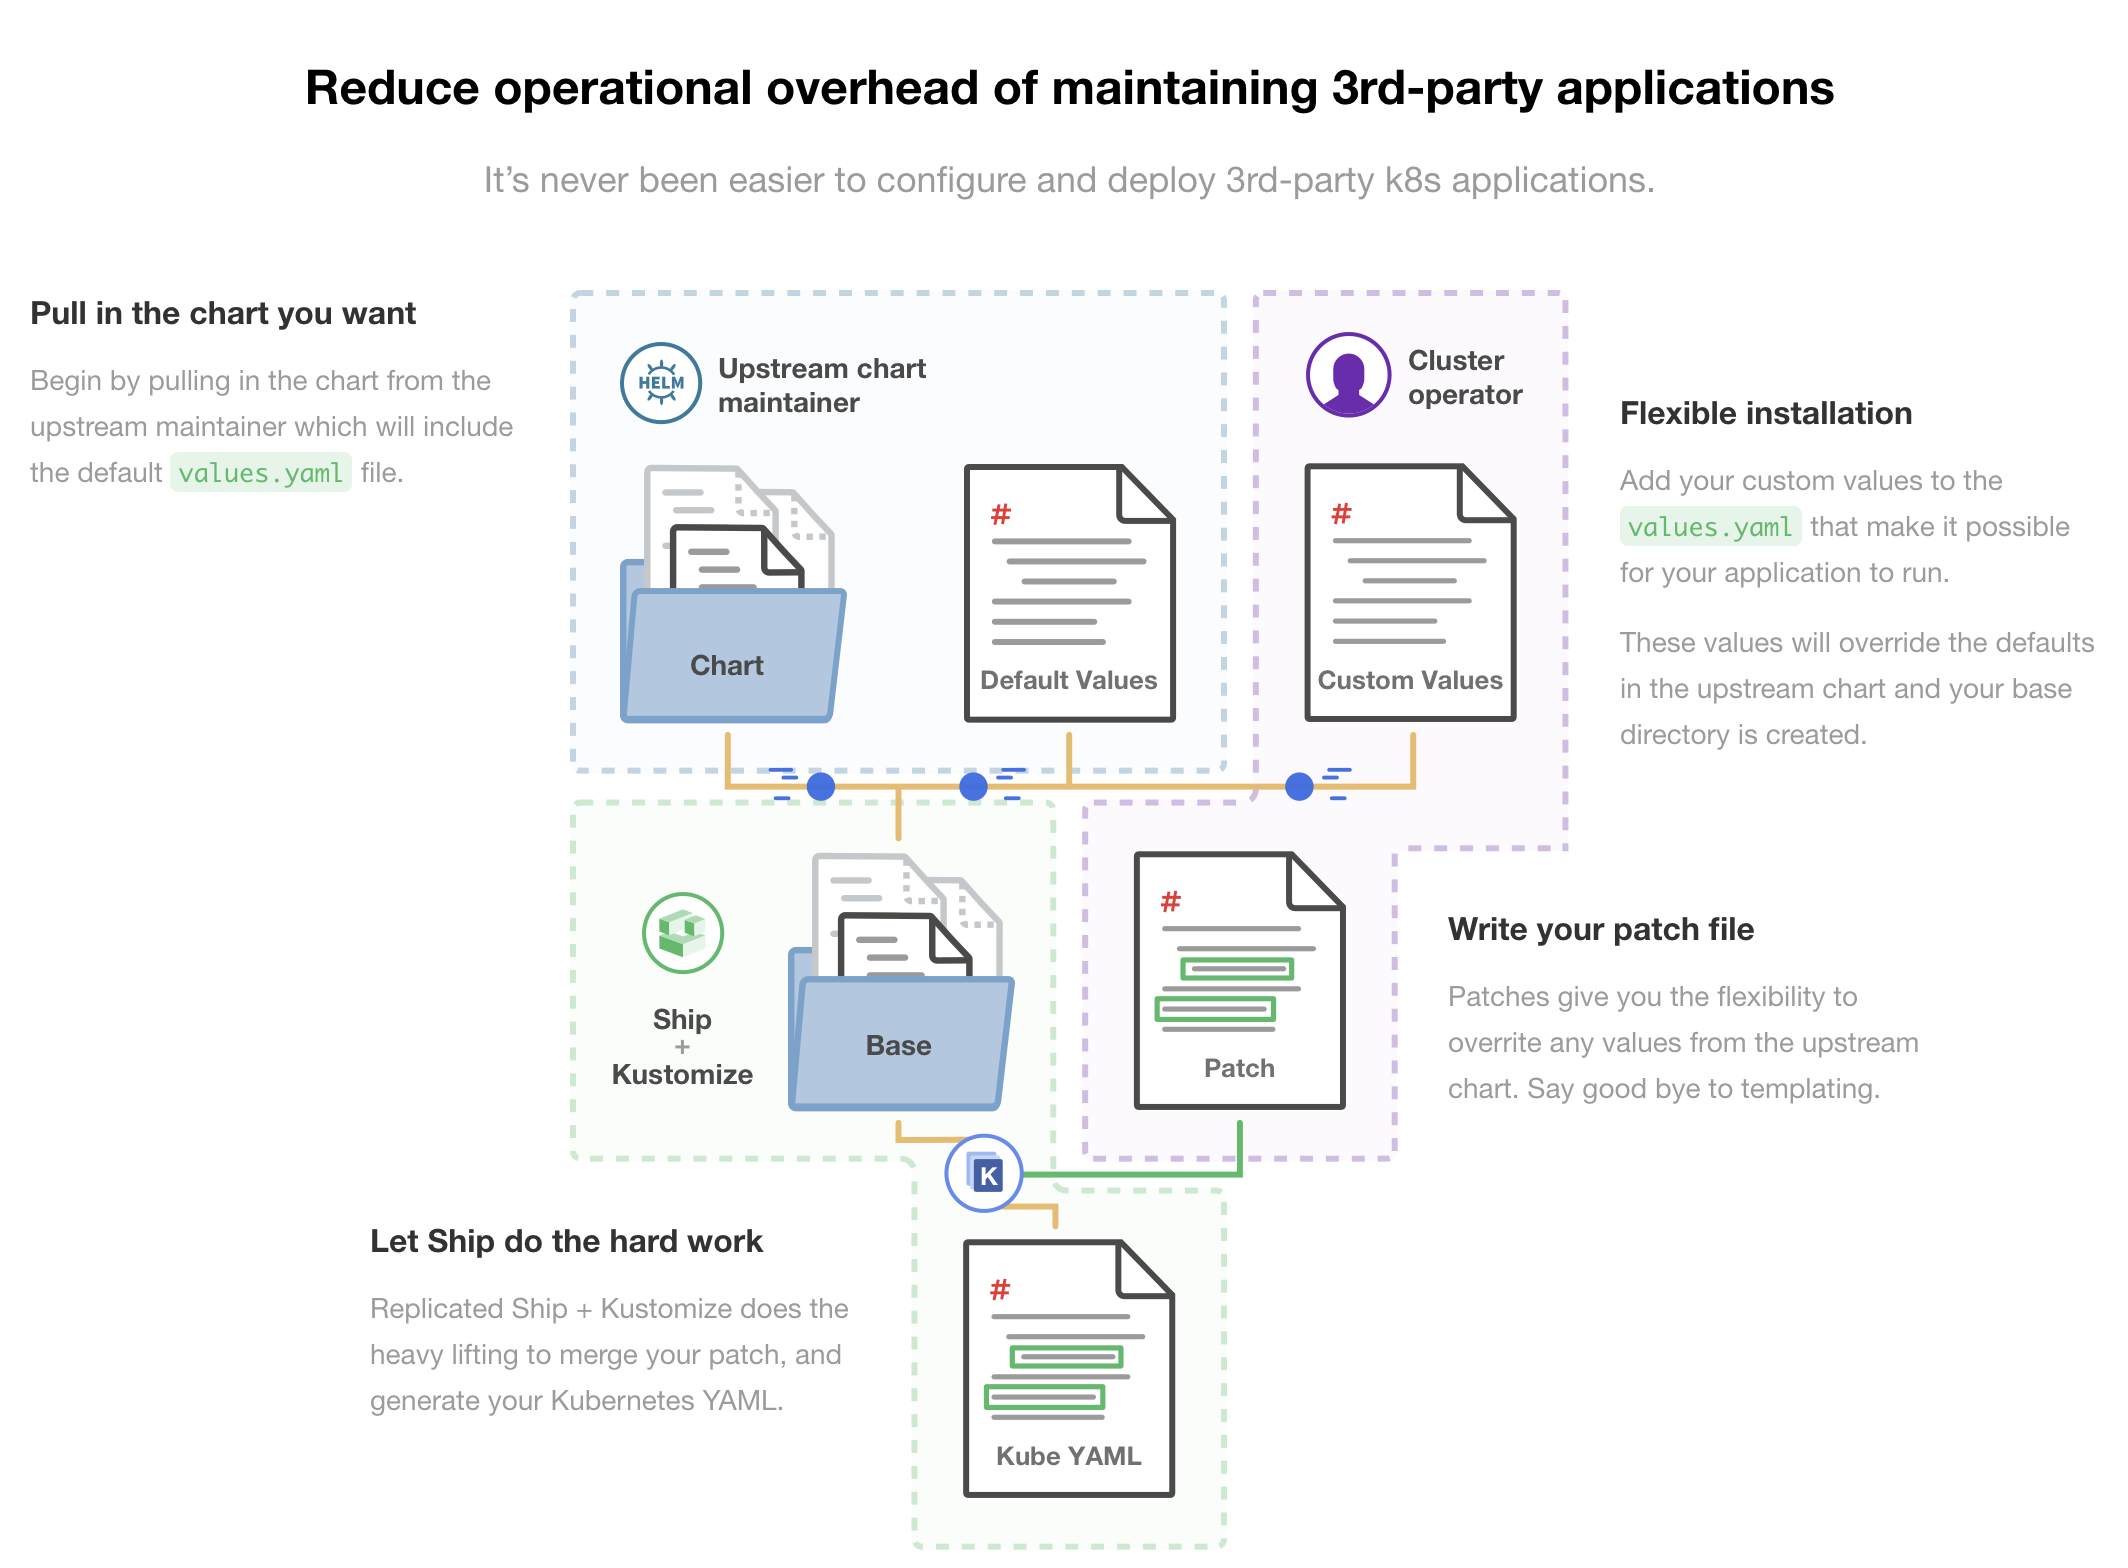 Reduce operational overhead of maintaining 3rd-party applications
It’s never been easier to configure and deploy 3rd-party k8s applications.
Pull in the chart you want
Begin by pulling in the chart from the
upstream maintainer which will include
the default values.yaml file.
HELM
Upstream chart
maintainer
Chart
#
Default Values
Cluster
operator
#
Custom Values
Flexible installation
Add your custom values to the
values.yaml that make it possible
for your application to run.
These values will override the defaults
in the upstream chart and your base
directory is created.
Ship
+
Kustomize
Base
#
Patch
Write your patch file
Patches give you the flexibility to
overrite any values from the upstream
chart. Say good bye to templating.
K
Let Ship do the hard work
Replicated Ship + Kustomize does the
heavy lifting to merge your patch, and
generate your Kubernetes YAML.
#
Kube YAML